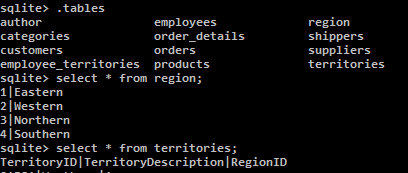 sqlite> .tables
author employees region
categories order_details shippers
customers orders suppliers
employee_territories products territories
sqlite> select * from region;
1|Eastern
2|Western
3|Northern
4|Southern
sqlite> select * from territories;
TerritoryID|TerritoryDescription|RegionID